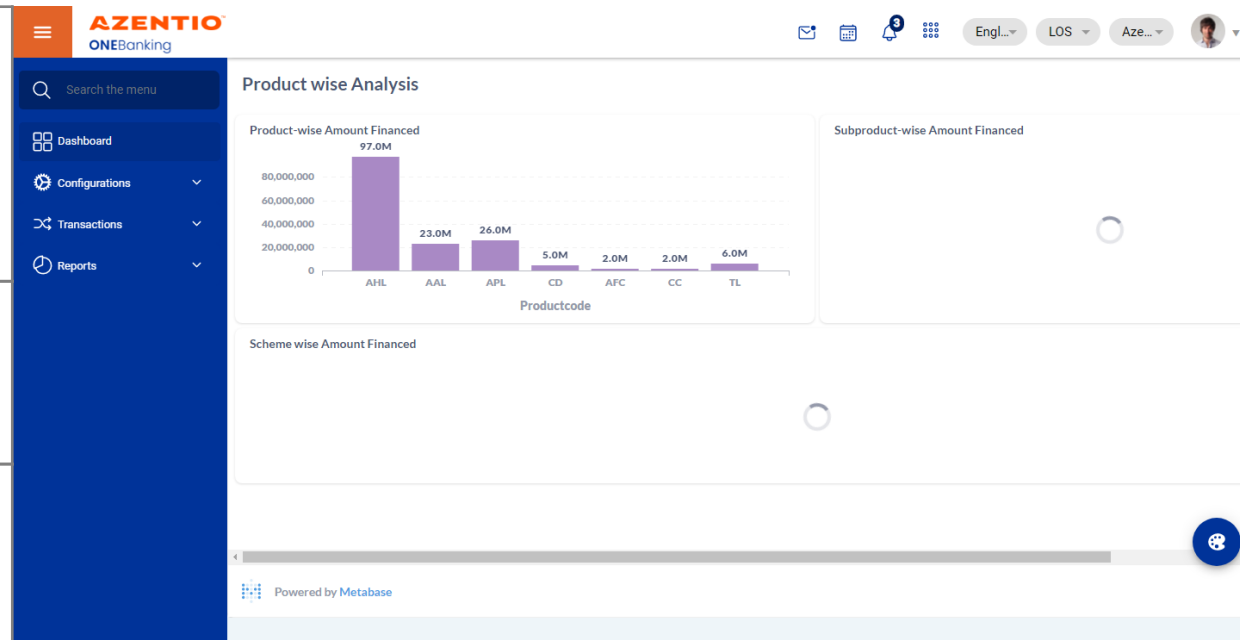 AZENTIO
ONEBanking
3
Engl...
LOS
Aze...
Search the menu
Dashboard
Configurations
Transactions
Reports
Product wise Analysis
Product-wise Amount Financed
97.0M
80,000,000
60,000,000
40,000,000
20,000,000
0
23.0M
26.0M
5.0M
2.0M
2.0M
6.0M
AHL AAL APL CD AFC CC TL
Productcode
Subproduct-wise Amount Financed
Scheme wise Amount Financed
Powered by Metabase